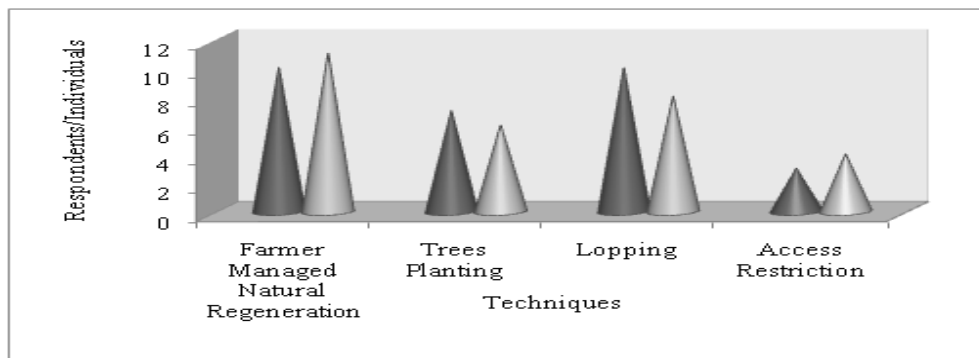 Respondents/Individuals
12
10
8
6
4
2
0
Farmer Managed Natural Regeneration
Trees Planting
Lopping
Access Restriction
Techniques